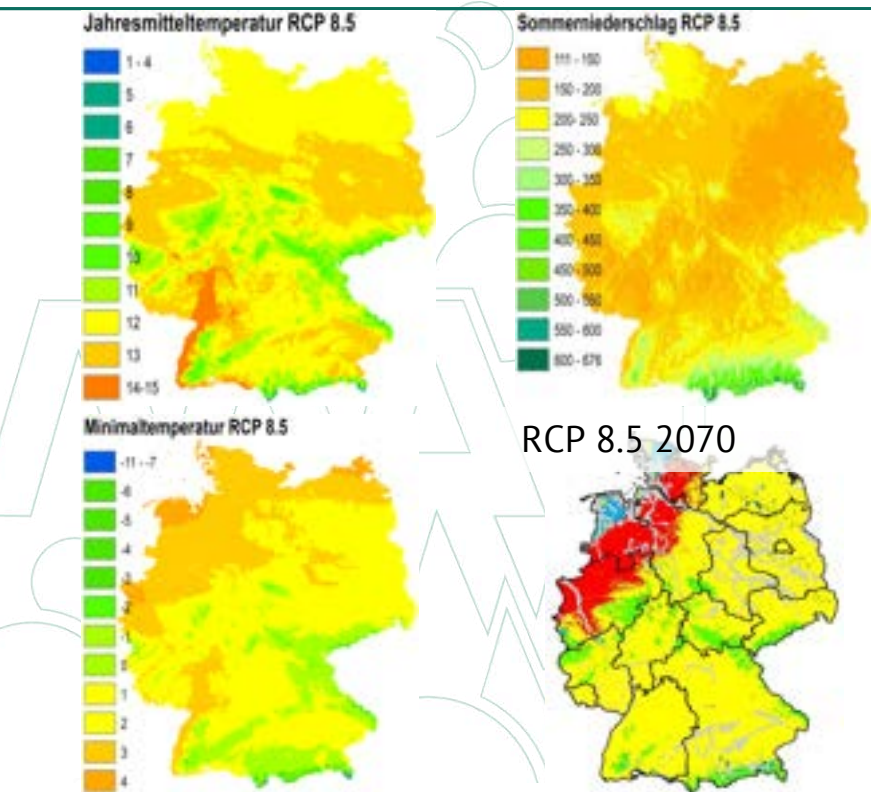 Jahresmitteltemperatur RCP 8.5
1 - 4
5
6
7
8
9
10
11
12
13
14-15
Sommerniederschlag RCP 8.5
111 - 150
150 - 200
200 - 250
250 - 300
300 - 350
350 - 400
400 - 450
450 - 500
500 - 550
550 - 600
600 - 676
Minimaltemperatur RCP 8.5
-11 - -7
-6
-5
-4
-3
-2
-1
0
1
2
3
4
RCP 8.5 2070